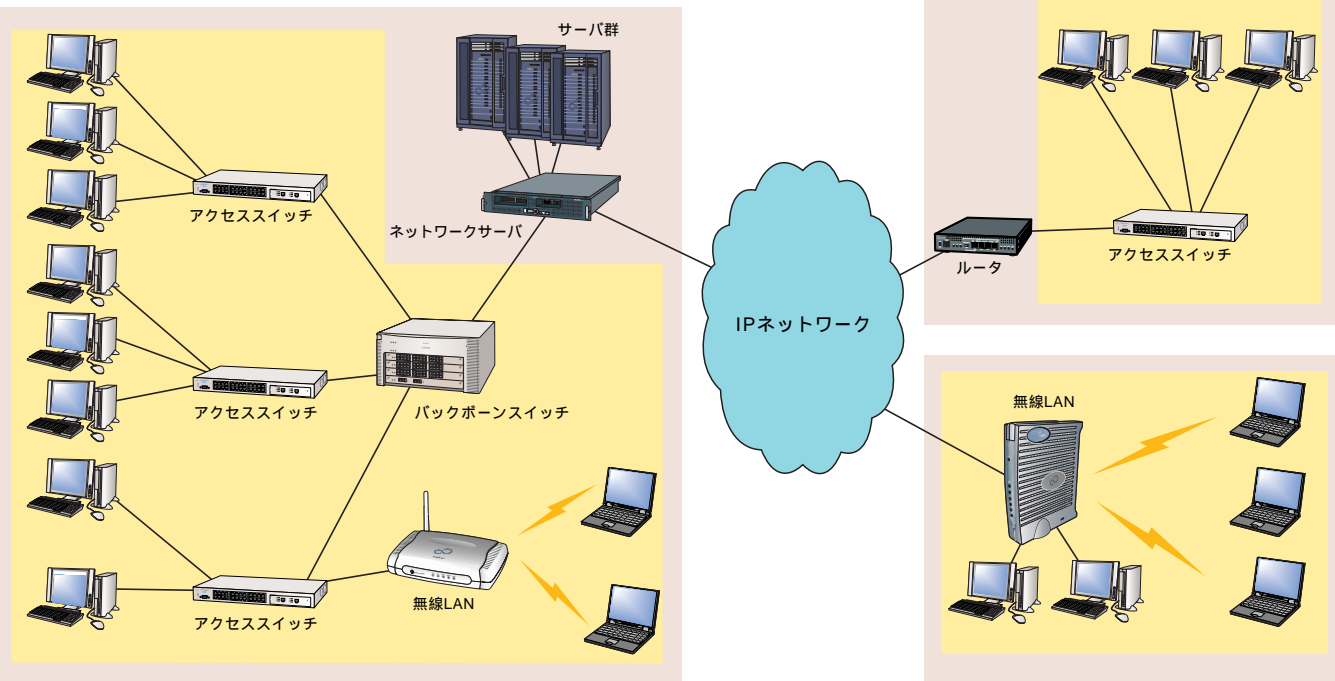 サーバ群
アクセススイッチ
ネットワークサーバ
アクセススイッチ
バックボーンスイッチ
無線LAN
アクセススイッチ
IPネットワーク
ルータ
アクセススイッチ
無線LAN